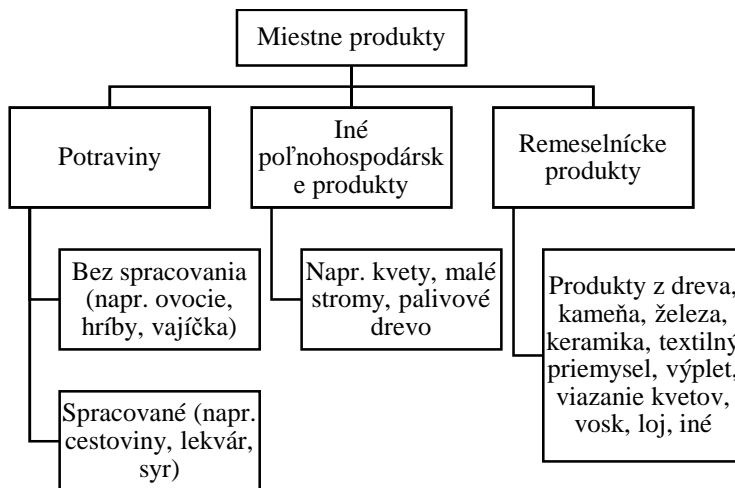 Miestne produkty
Potraviny
Iné
poľnohospodársk
e produkty
Remeselnícke
produkty
Bez spracovania
(napr. ovocie,
hríby, vajíčka)
Napr. kvety, malé
stromy, palivové
drevo
Produkty z dreva,
kameňa, železa,
keramika, textilný
priemysel, výplet,
viazanie kvetov,
vosk, loj, iné
Spracované (napr.
cestoviny, lekvár,
syr)